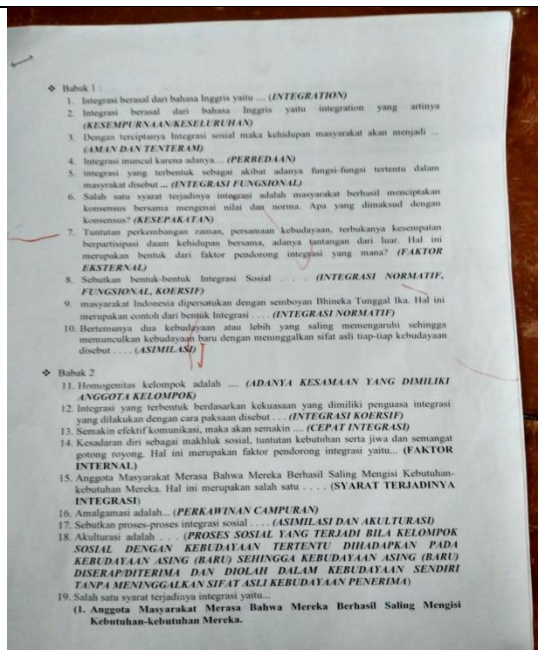 ❖ Babak 1 :
1. Integrasi berasal dari bahasa Inggris yaitu .... (INTEGRATION)
2. Integrasi berasal dari bahasa Inggris yaitu integration yang artinya
(KESEMPURNAAN/KESELURUHAN)
3. Dengan terciptanya Integrasi sosial maka kehidupan masyarakat akan menjadi ...
(AMAN DAN TENTERAM)
4. Integrasi muncul karena adanya.... (PERBEDAAN)
5. integrasi yang terbentuk sebagai akibat adanya fungsi-fungsi tertentu dalam
masyrakat disebut ... (INTEGRASI FUNGSIONAL)
6. Salah satu syarat terjadinya integrasi adalah masyarakat berhasil menciptakan
konsensus bersama mengenai nilai dan norma. Apa yang dimaksud dengan
konsensus? (KESEPAKATAN)
7. Tuntutan perkembangan zaman, persamaan kebudayaan, terbukanya kesempatan
berpartisipasi daam kehidupan bersama, adanya tantangan dari luar. Hal ini
merupakan bentuk dari faktor pendorong integrasi yang mana? (FAKTOR
EKSTERNAL)
8. Sebutkan bentuk-bentuk Integrasi Sosial . . . . (INTEGRASI NORMATIF,
FUNGSIONAL, KOERSIF)
9. masyarakat Indonesia dipersatukan dengan semboyan Bhineka Tunggal Ika. Hal ini
merupakan contoh dari bentuk Integrasi . . . . (INTEGRASI NORMATIF)
10. Bertemunya dua kebudayaan atau lebih yang saling memengaruhi sehingga
memunculkan kebudayaan baru dengan meninggalkan sifat asli tiap-tiap kebudayaan
disebut . . . . (ASIMILASI)
❖ Babak 2
11. Homogenitas kelompok adalah .... (ADANYA KESAMAAN YANG DIMILIKI
ANGGOTA KELOMPOK)
12. Integrasi yang terbentuk berdasarkan kekuasaan yang dimiliki penguasa integrasi
yang dilakukan dengan cara paksaan disebut . . . (INTEGRASI KOERSIF)
13. Semakin efektif komunikasi, maka akan semakin .... (CEPAT INTEGRASI)
14. Kesadaran diri sebagai makhluk sosial, tuntutan kebutuhan serta jiwa dan semangat
gotong royong. Hal ini merupakan faktor pendorong integrasi yaitu... (FAKTOR
INTERNAL)
15. Anggota Masyarakat Merasa Bahwa Mereka Berhasil Saling Mengisi Kebutuhan-
kebutuhan Mereka. Hal ini merupakan salah satu . . . . (SYARAT TERJADINYA
INTEGRASI)
16. Amalgamasi adalah... (PERKAWINAN CAMPURAN)
17. Sebutkan proses-proses integrasi sosial . . . . (ASIMILASI DAN AKULTURASI)
18. Akulturasi adalah . . . (PROSES SOSIAL YANG TERJADI BILA KELOMPOK
SOSIAL DENGAN KEBUDAYAAN TERTENTU DIHADAPKAN PADA
KEBUDAYAAN ASING (BARU) SEHINGGA KEBUDAYAAN ASING (BARU)
DISERAP/DITERIMA DAN DIOLAH DALAM KEBUDAYAAN SENDIRI
TANPA MENINGGALKAN SIFAT ASLI KEBUDAYAAN PENERIMA)
19. Salah satu syarat terjadinya integrasi yaitu...
(1. Anggota Masyarakat Merasa Bahwa Mereka Berhasil Saling Mengisi
Kebutuhan-kebutuhan Mereka.